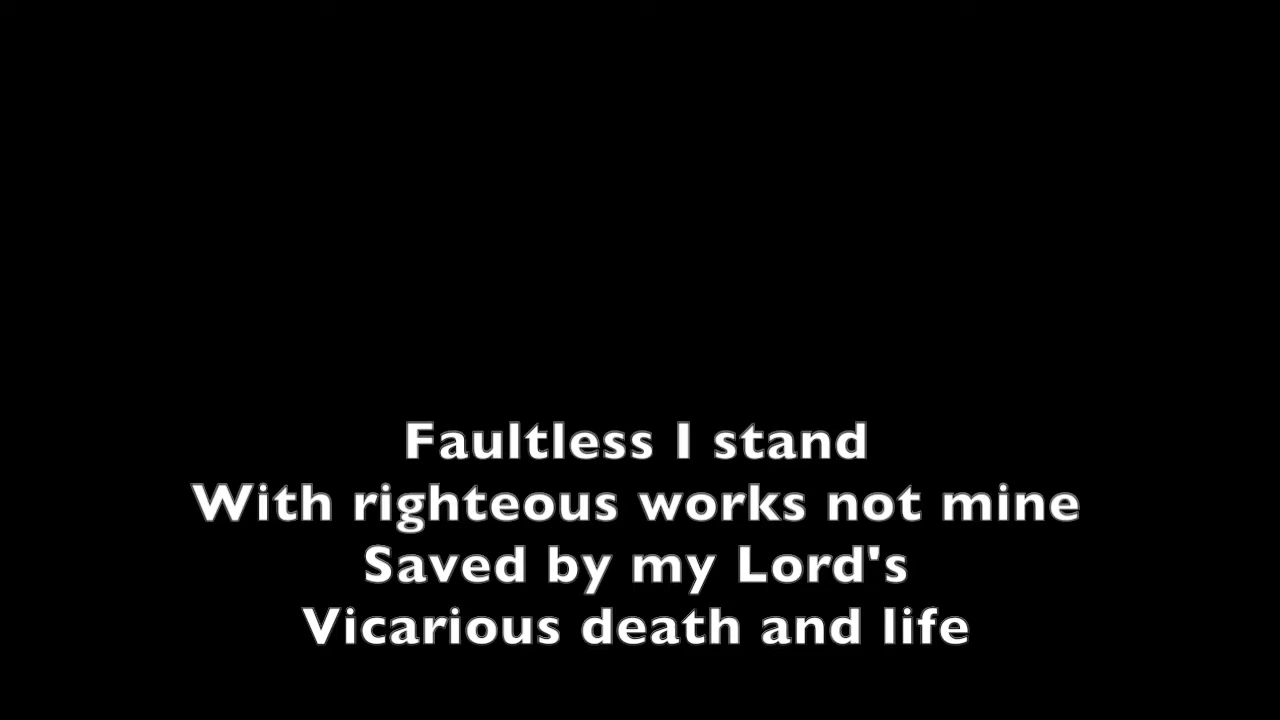 Faultless I stand
With righteous works not mine
Saved by my Lord's
Vicarious death and life